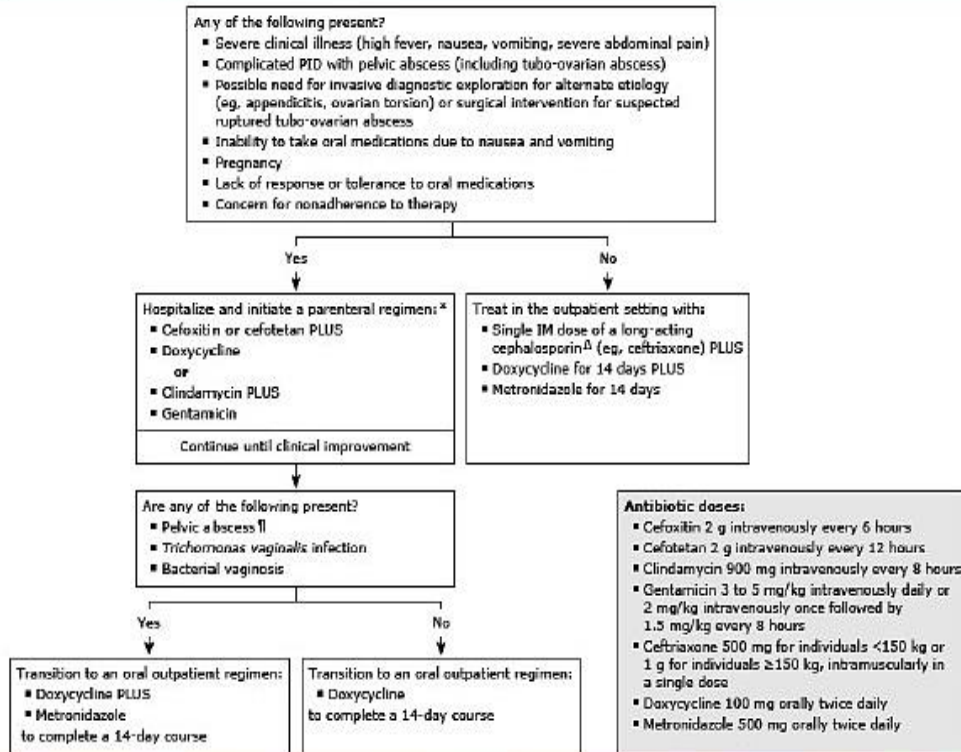 Any of the following present?
▪ Severe clinical illness (high fever, nausea, vomiting, severe abdominal pain)
▪ Complicated PID with pelvic abscess (including tubo-ovarian abscess)
▪ Possible need for invasive diagnostic exploration for alternate etiology
(eg, appendicitis, ovarian torsion) or surgical intervention for suspected
ruptured tubo-ovarian abscess
▪ Inability to take oral medications due to nausea and vomiting
▪ Pregnancy
▪ Lack of response or tolerance to oral medications
▪ Concern for nonadherence to therapy
Yes
No
Hospitalize and initiate a parenteral regimen:*
▪ Cefoxitin or cefotetan PLUS
▪ Doxycycline
or
▪ Clindamycin PLUS
▪ Gentamicin
Continue until clinical improvement
Treat in the outpatient setting with:
▪ Single IM dose of a long-acting
cephalosporinΔ (eg, ceftriaxone) PLUS
▪ Doxycycline for 14 days PLUS
▪ Metronidazole for 14 days
Are any of the following present?
▪ Pelvic abscess¶
▪ Trichomonas vaginalis infection
▪ Bacterial vaginosis
Yes
No
Transition to an oral outpatient regimen:
▪ Doxycycline PLUS
▪ Metronidazole
to complete a 14-day course
Transition to an oral outpatient regimen:
▪ Doxycycline
to complete a 14-day course
Antibiotic doses:
▪ Cefoxitin 2 g intravenously every 6 hours
▪ Cefotetan 2 g intravenously every 12 hours
▪ Clindamycin 900 mg intravenously every 8 hours
▪ Gentamicin 3 to 5 mg/kg intravenously daily or
2 mg/kg intravenously once followed by
1.5 mg/kg every 8 hours
▪ Ceftriaxone 500 mg for individuals <150 kg or
1 g for individuals ≥150 kg, intramuscularly in
a single dose
▪ Doxycycline 100 mg orally twice daily
▪ Metronidazole 500 mg orally twice daily